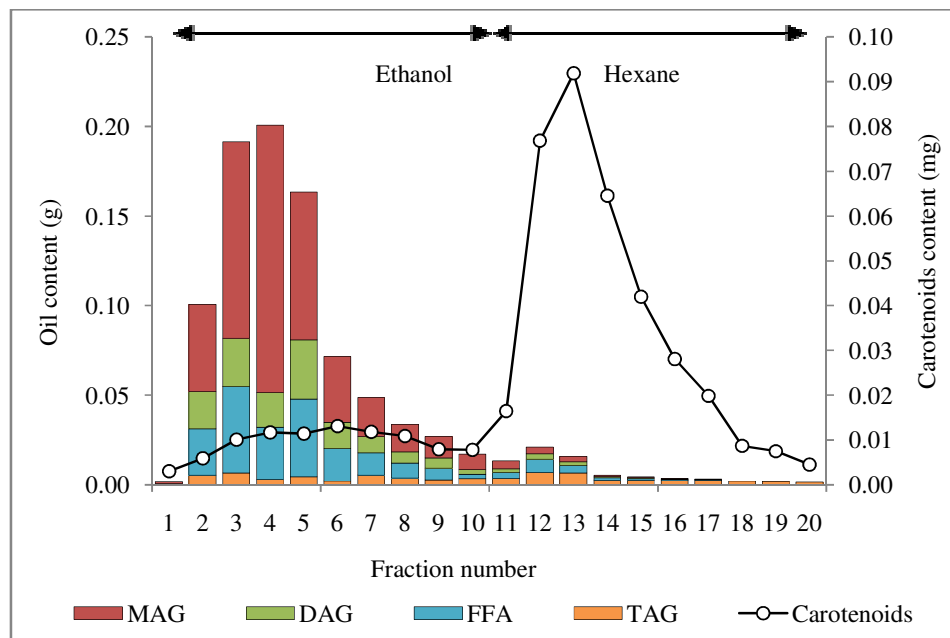 0.25
0.20
0.15
0.10
0.05
0.00
Oil content (g)
Ethanol Hexane
0.10
0.09
0.08
0.07
0.06
0.05
0.04
0.03
0.02
0.01
0.00
Carotenoids content (mg)
1 2 3 4 5 6 7 8 9 10 11 12 13 14 15 16 17 18 19 20
Fraction number
MAG DAG FFA TAG Carotenoids